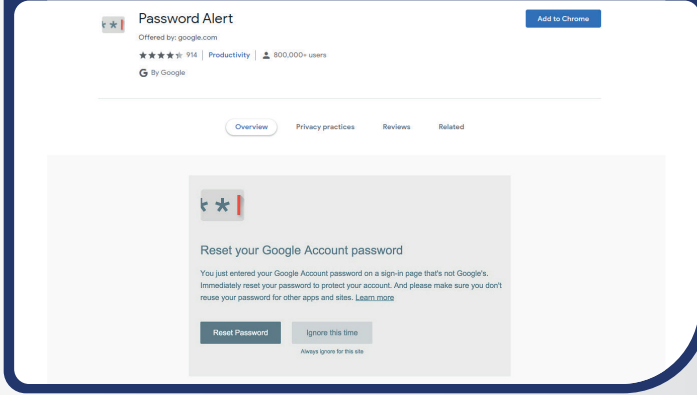 Password Alert
Add to Chrome
Offered by: google.com
914 | Productivity | 800,000+ users
G By Google
Overview Privacy practices Reviews Related
**|
Reset your Google Account password
You just entered your Google Account password on a sign-in page that's not Google's.
Immediately reset your password to protect your account. And please make sure you don't
reuse your password for other apps and sites. Learn more
Reset Password Ignore this time
Always ignore for this site